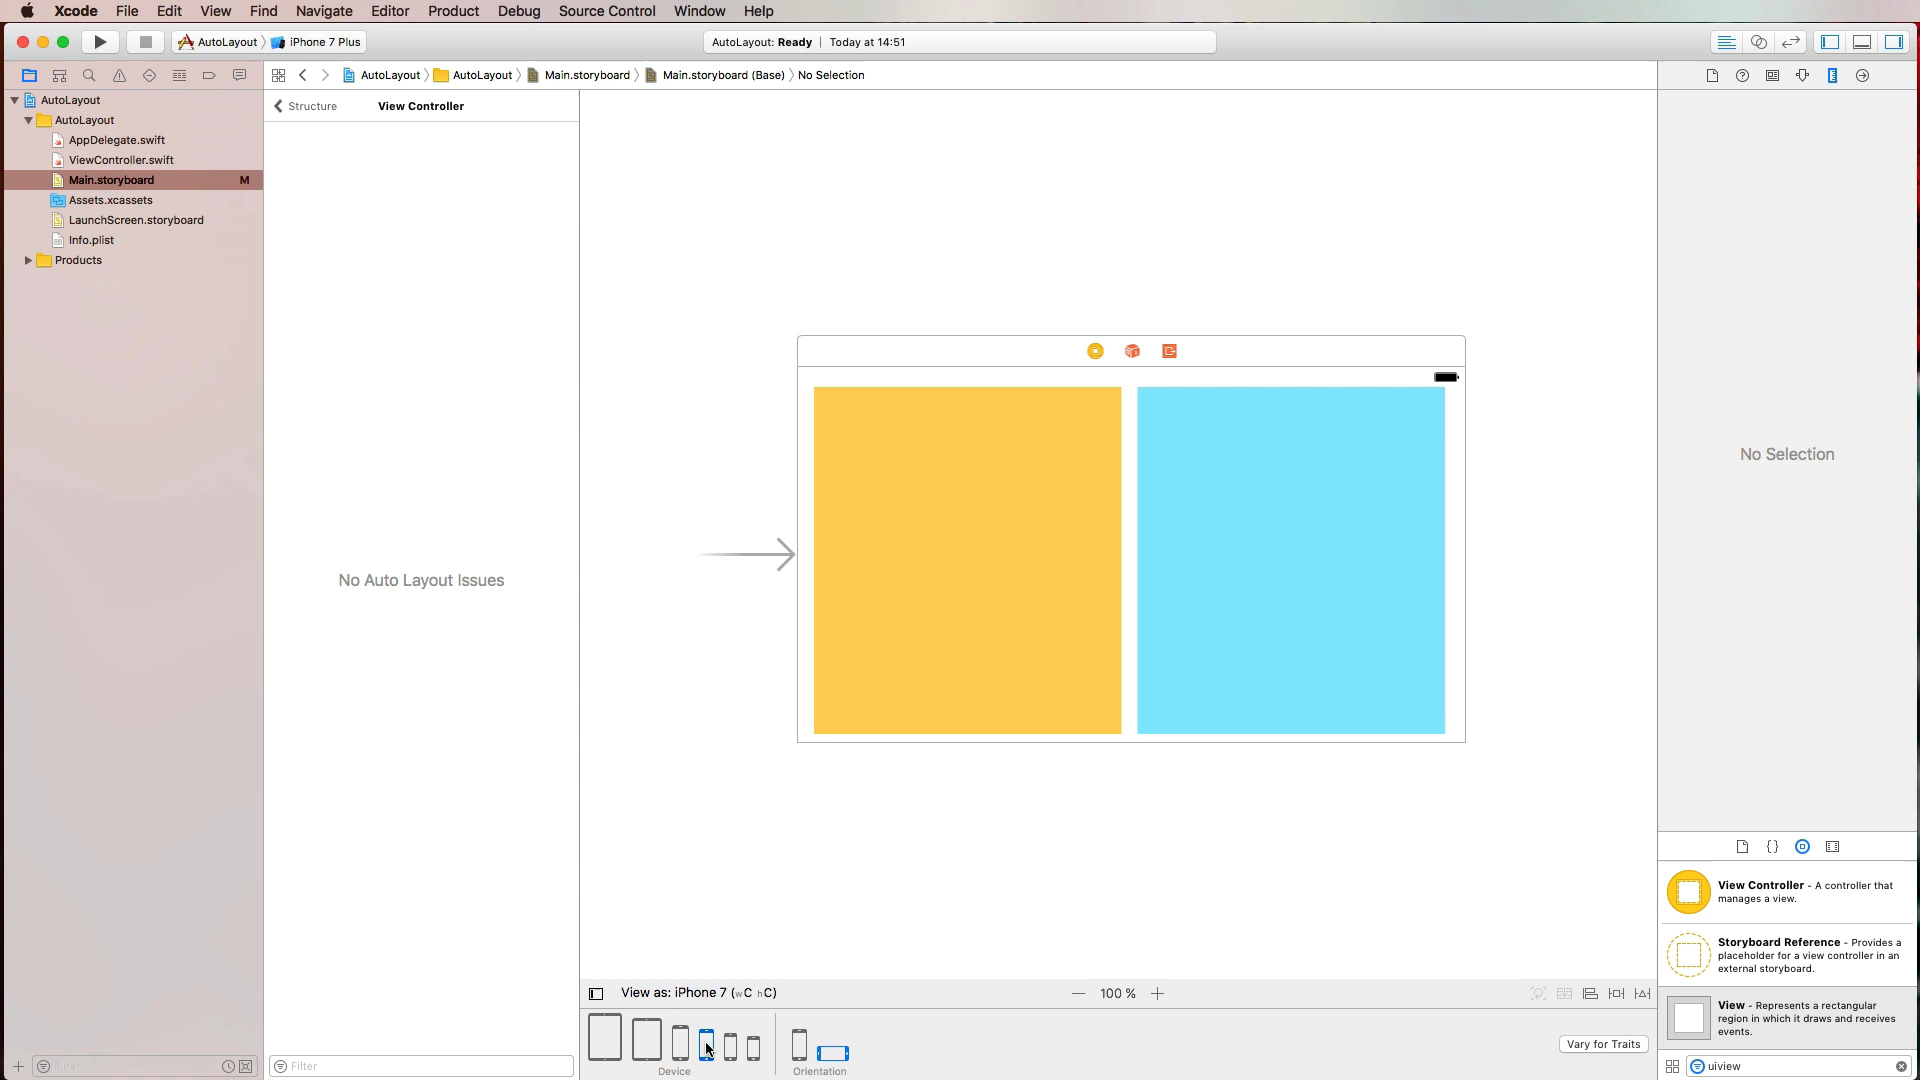 Xcode File Edit View Find Navigate Editor Product Debug Source Control Window Help
AutoLayout iPhone 7 Plus
AutoLayout: Ready | Today at 14:51
AutoLayout AutoLayout Main.storyboard Main.storyboard (Base) No Selection
AutoLayout
AutoLayout
AppDelegate.swift
ViewController.swift
Main.storyboard M
Assets.xcassets
LaunchScreen.storyboard
Info.plist
Products
Structure View Controller
No Auto Layout Issues
No Selection
View Controller - A controller that
manages a view.
Storyboard Reference - Provides a
placeholder for a view controller in an
external storyboard.
View - Represents a rectangular
region in which it draws and receives
events.
View as: iPhone 7 (wC hC)
100 %
Vary for Traits
Device
Orientation
Filter
Filter
uiview